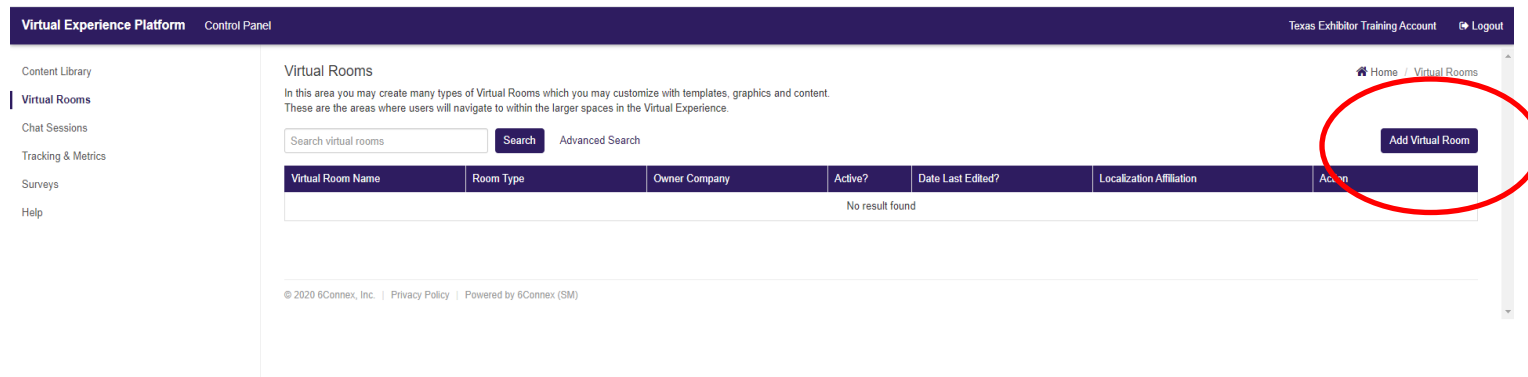 Virtual Experience Platform Control Panel Texas Exhibitor Training Account Logout
Content Library
Virtual Rooms
Chat Sessions
Tracking & Metrics
Surveys
Help
Virtual Rooms
Home / Virtual Rooms
In this area you may create many types of Virtual Rooms which you may customize with templates, graphics and content.
These are the areas where users will navigate to within the larger spaces in the Virtual Experience.
Search virtual rooms Search Advanced Search Add Virtual Room
Virtual Room Name Room Type Owner Company Active? Date Last Edited? Localization Affiliation Action
No result found
© 2020 6Connex, Inc. | Privacy Policy | Powered by 6Connex (SM)